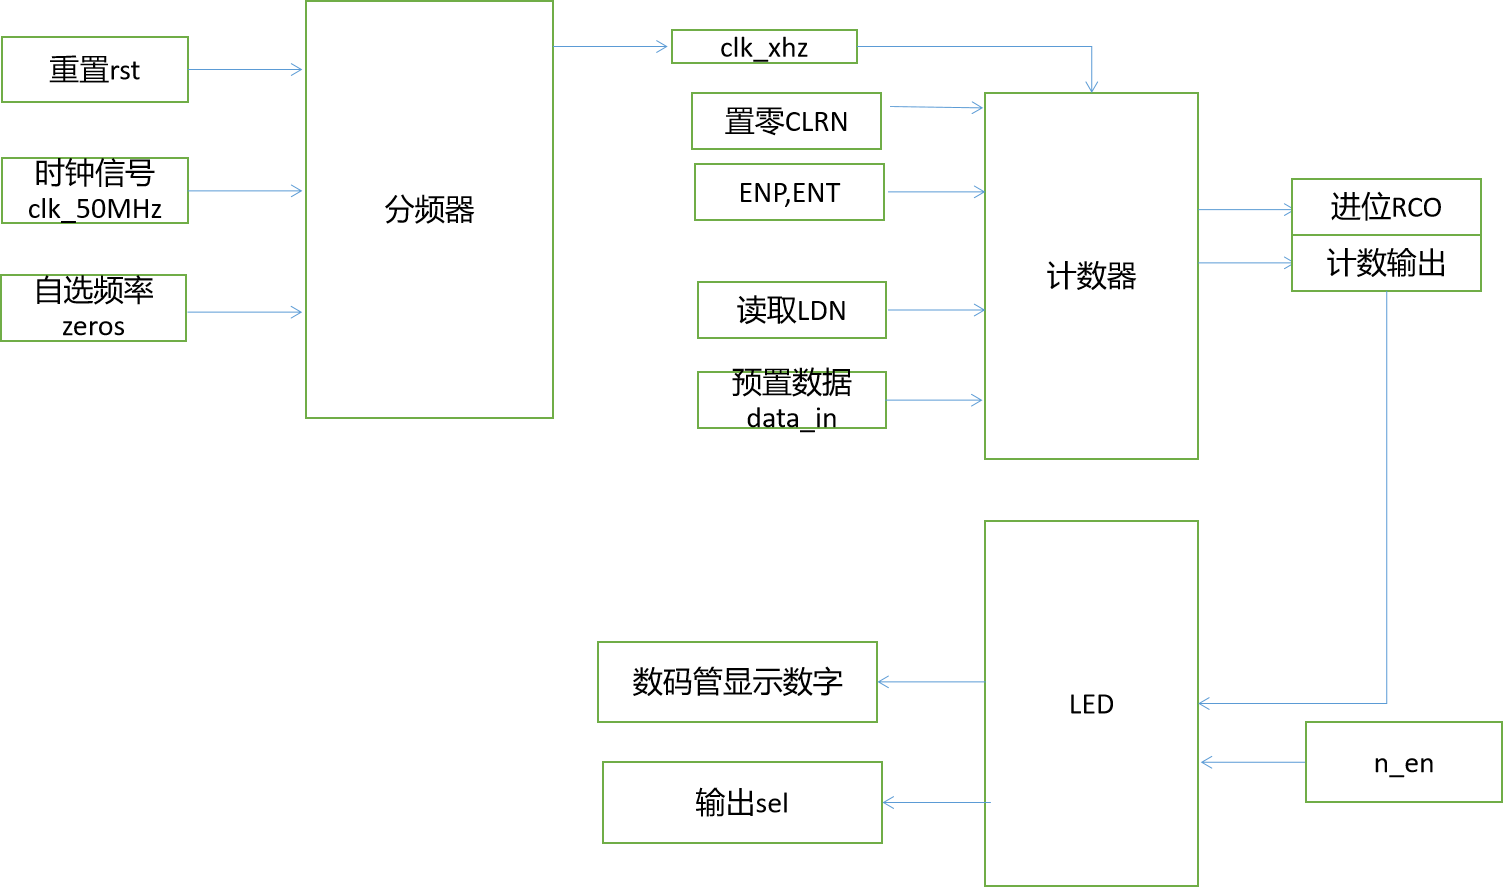 重置rst
时钟信号
clk_50MHz
自选频率
zeros
分频器
clk_xhz
置零CLRN
ENP,ENT
读取LDN
预置数据
data_in
计数器
进位RCO
计数输出
数码管显示数字
输出sel
LED
n_en